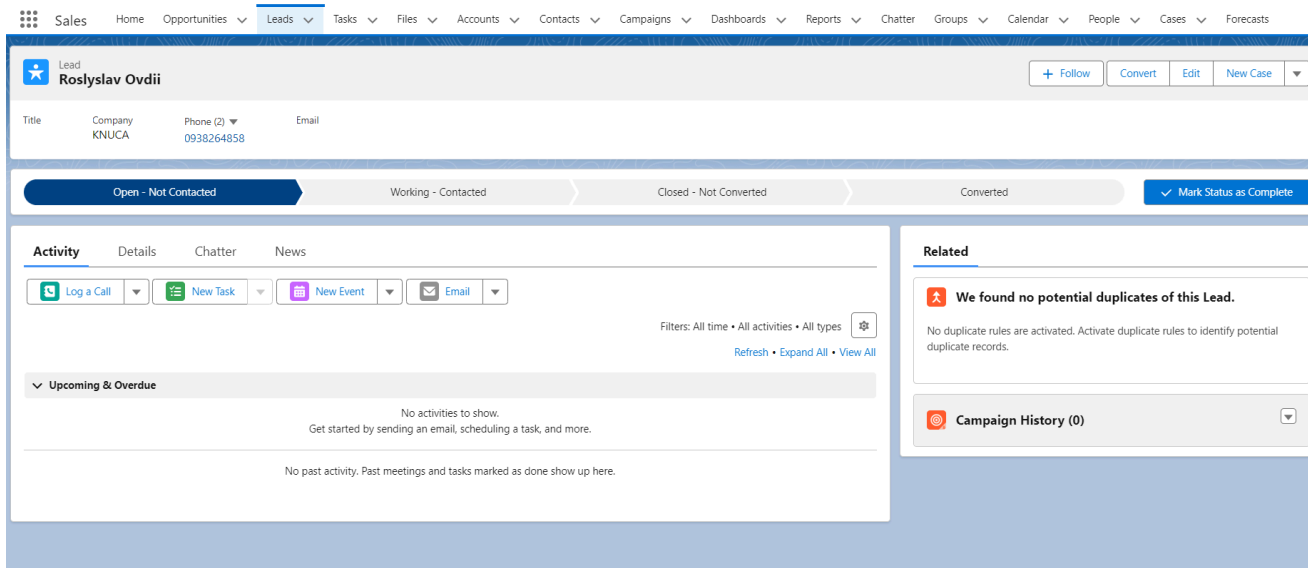 Sales Home Opportunities Leads Tasks Files Accounts Contacts Campaigns Dashboards Reports Chatter Groups Calendar People Cases Forecasts
Lead
Roslyslav Ovdii
+ Follow Convert Edit New Case
Title Company Phone (2) Email
KNUCA 0938264858
Open - Not Contacted Working - Contacted Closed - Not Converted Converted Mark Status as Complete
Activity Details Chatter News
Log a Call New Task New Event Email
Filters: All time • All activities • All types
Refresh • Expand All • View All
Upcoming & Overdue
No activities to show.
Get started by sending an email, scheduling a task, and more.
No past activity. Past meetings and tasks marked as done show up here.
Related
We found no potential duplicates of this Lead.
No duplicate rules are activated. Activate duplicate rules to identify potential
duplicate records.
Campaign History (0)